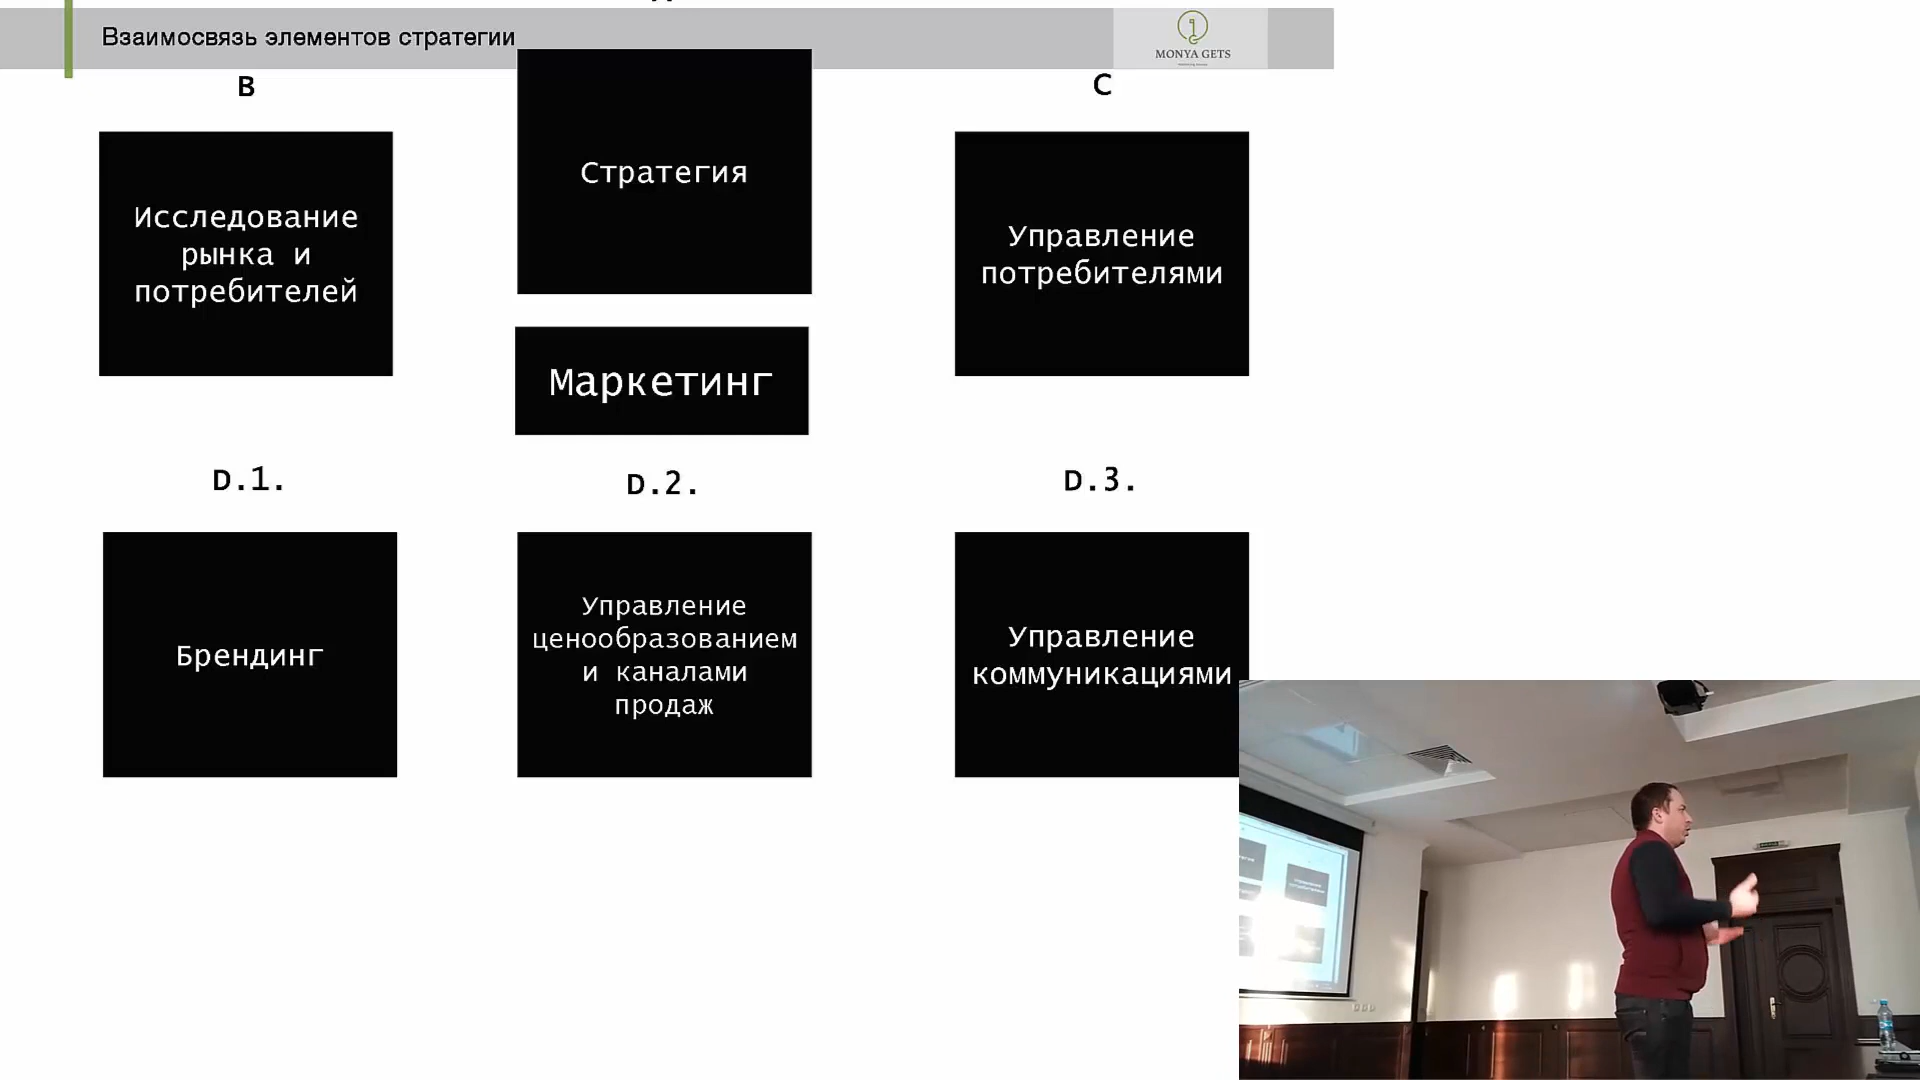 Взаимосвязь элементов стратегии
MONYA GETS
B
C
Стратегия
Исследование
рынка и
потребителей
Управление
потребителями
Маркетинг
D.1.
D.2.
D.3.
Брендинг
Управление
ценообразованием
и каналами
продаж
Управление
коммуникациями